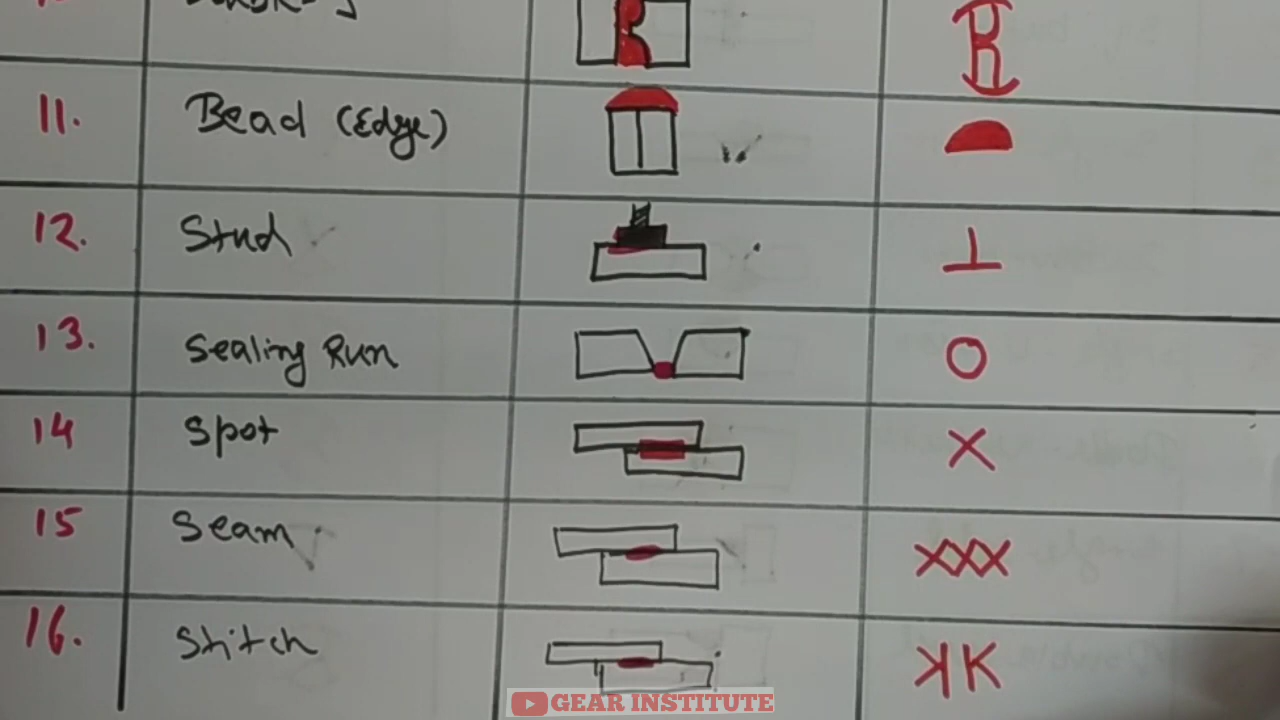 11. Bead (Edge)
12. Stud
13. Sealing Run
14 Spot
15 Seam
16. Stitch
GEAR INSTITUTE